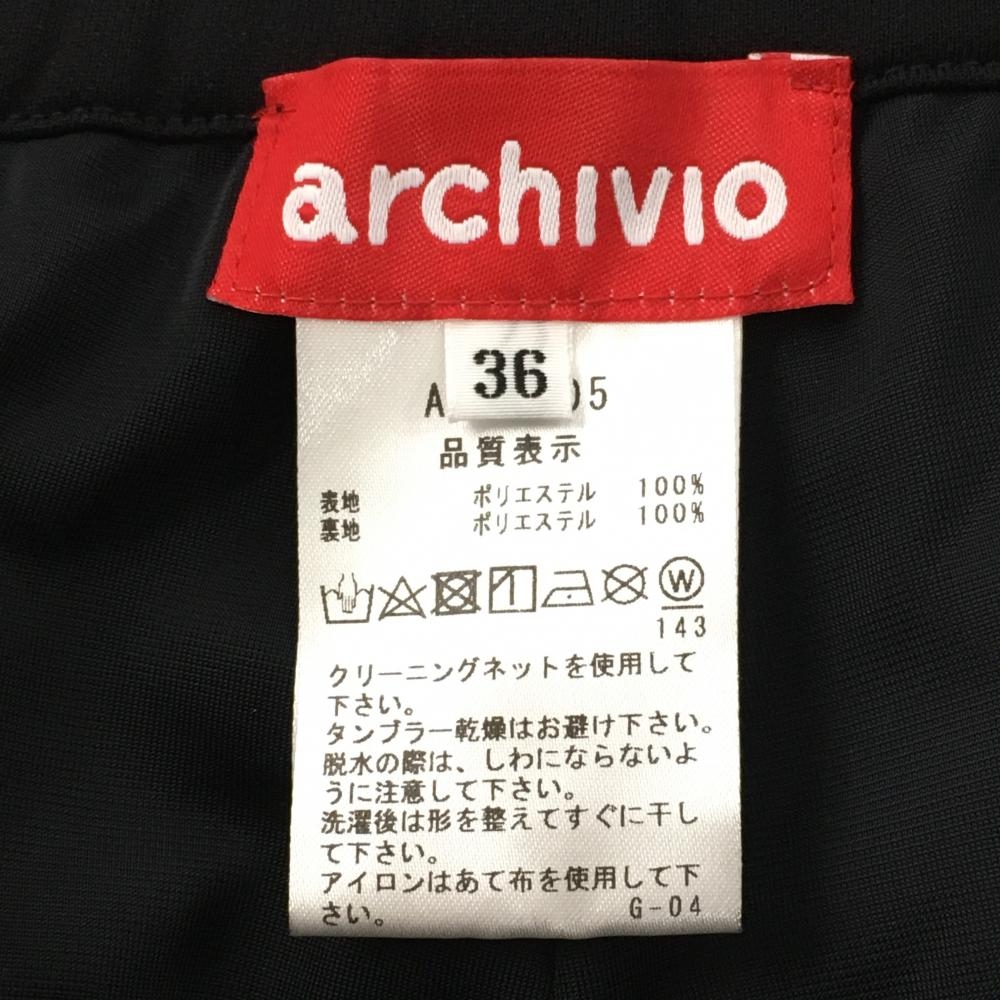 archivio
36
A 05
品質表示
表地 ポリエステル 100%
裏地 ポリエステル 100%
W
143
クリーニングネットを使用して
下さい。
タンブラー乾燥はお避け下さい。
脱水の際は、しわにならないよ
うに注意して下さい。
洗濯後は形を整えてすぐに干し
て下さい。
アイロンはあて布を使用して下
さい。 G-04